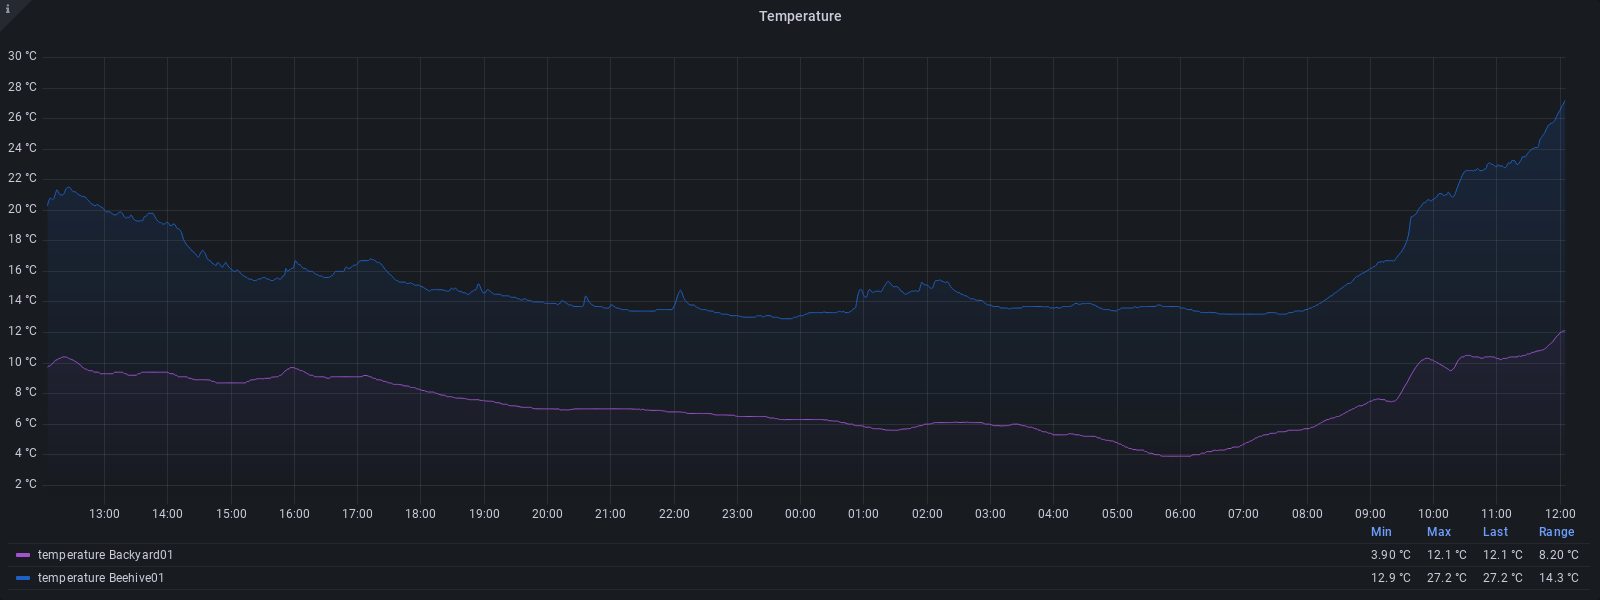 i
Temperature
30 °C
28 °C
26 °C
24 °C
22 °C
20 °C
18 °C
16 °C
14 °C
12 °C
10 °C
8 °C
6 °C
4 °C
2 °C
13:00 14:00 15:00 16:00 17:00 18:00 19:00 20:00 21:00 22:00 23:00 00:00 01:00 02:00 03:00 04:00 05:00 06:00 07:00 08:00 09:00 10:00 11:00 12:00
Min Max Last Range
temperature Backyard01 3.90 °C 12.1 °C 12.1 °C 8.20 °C
temperature Beehive01 12.9 °C 27.2 °C 27.2 °C 14.3 °C